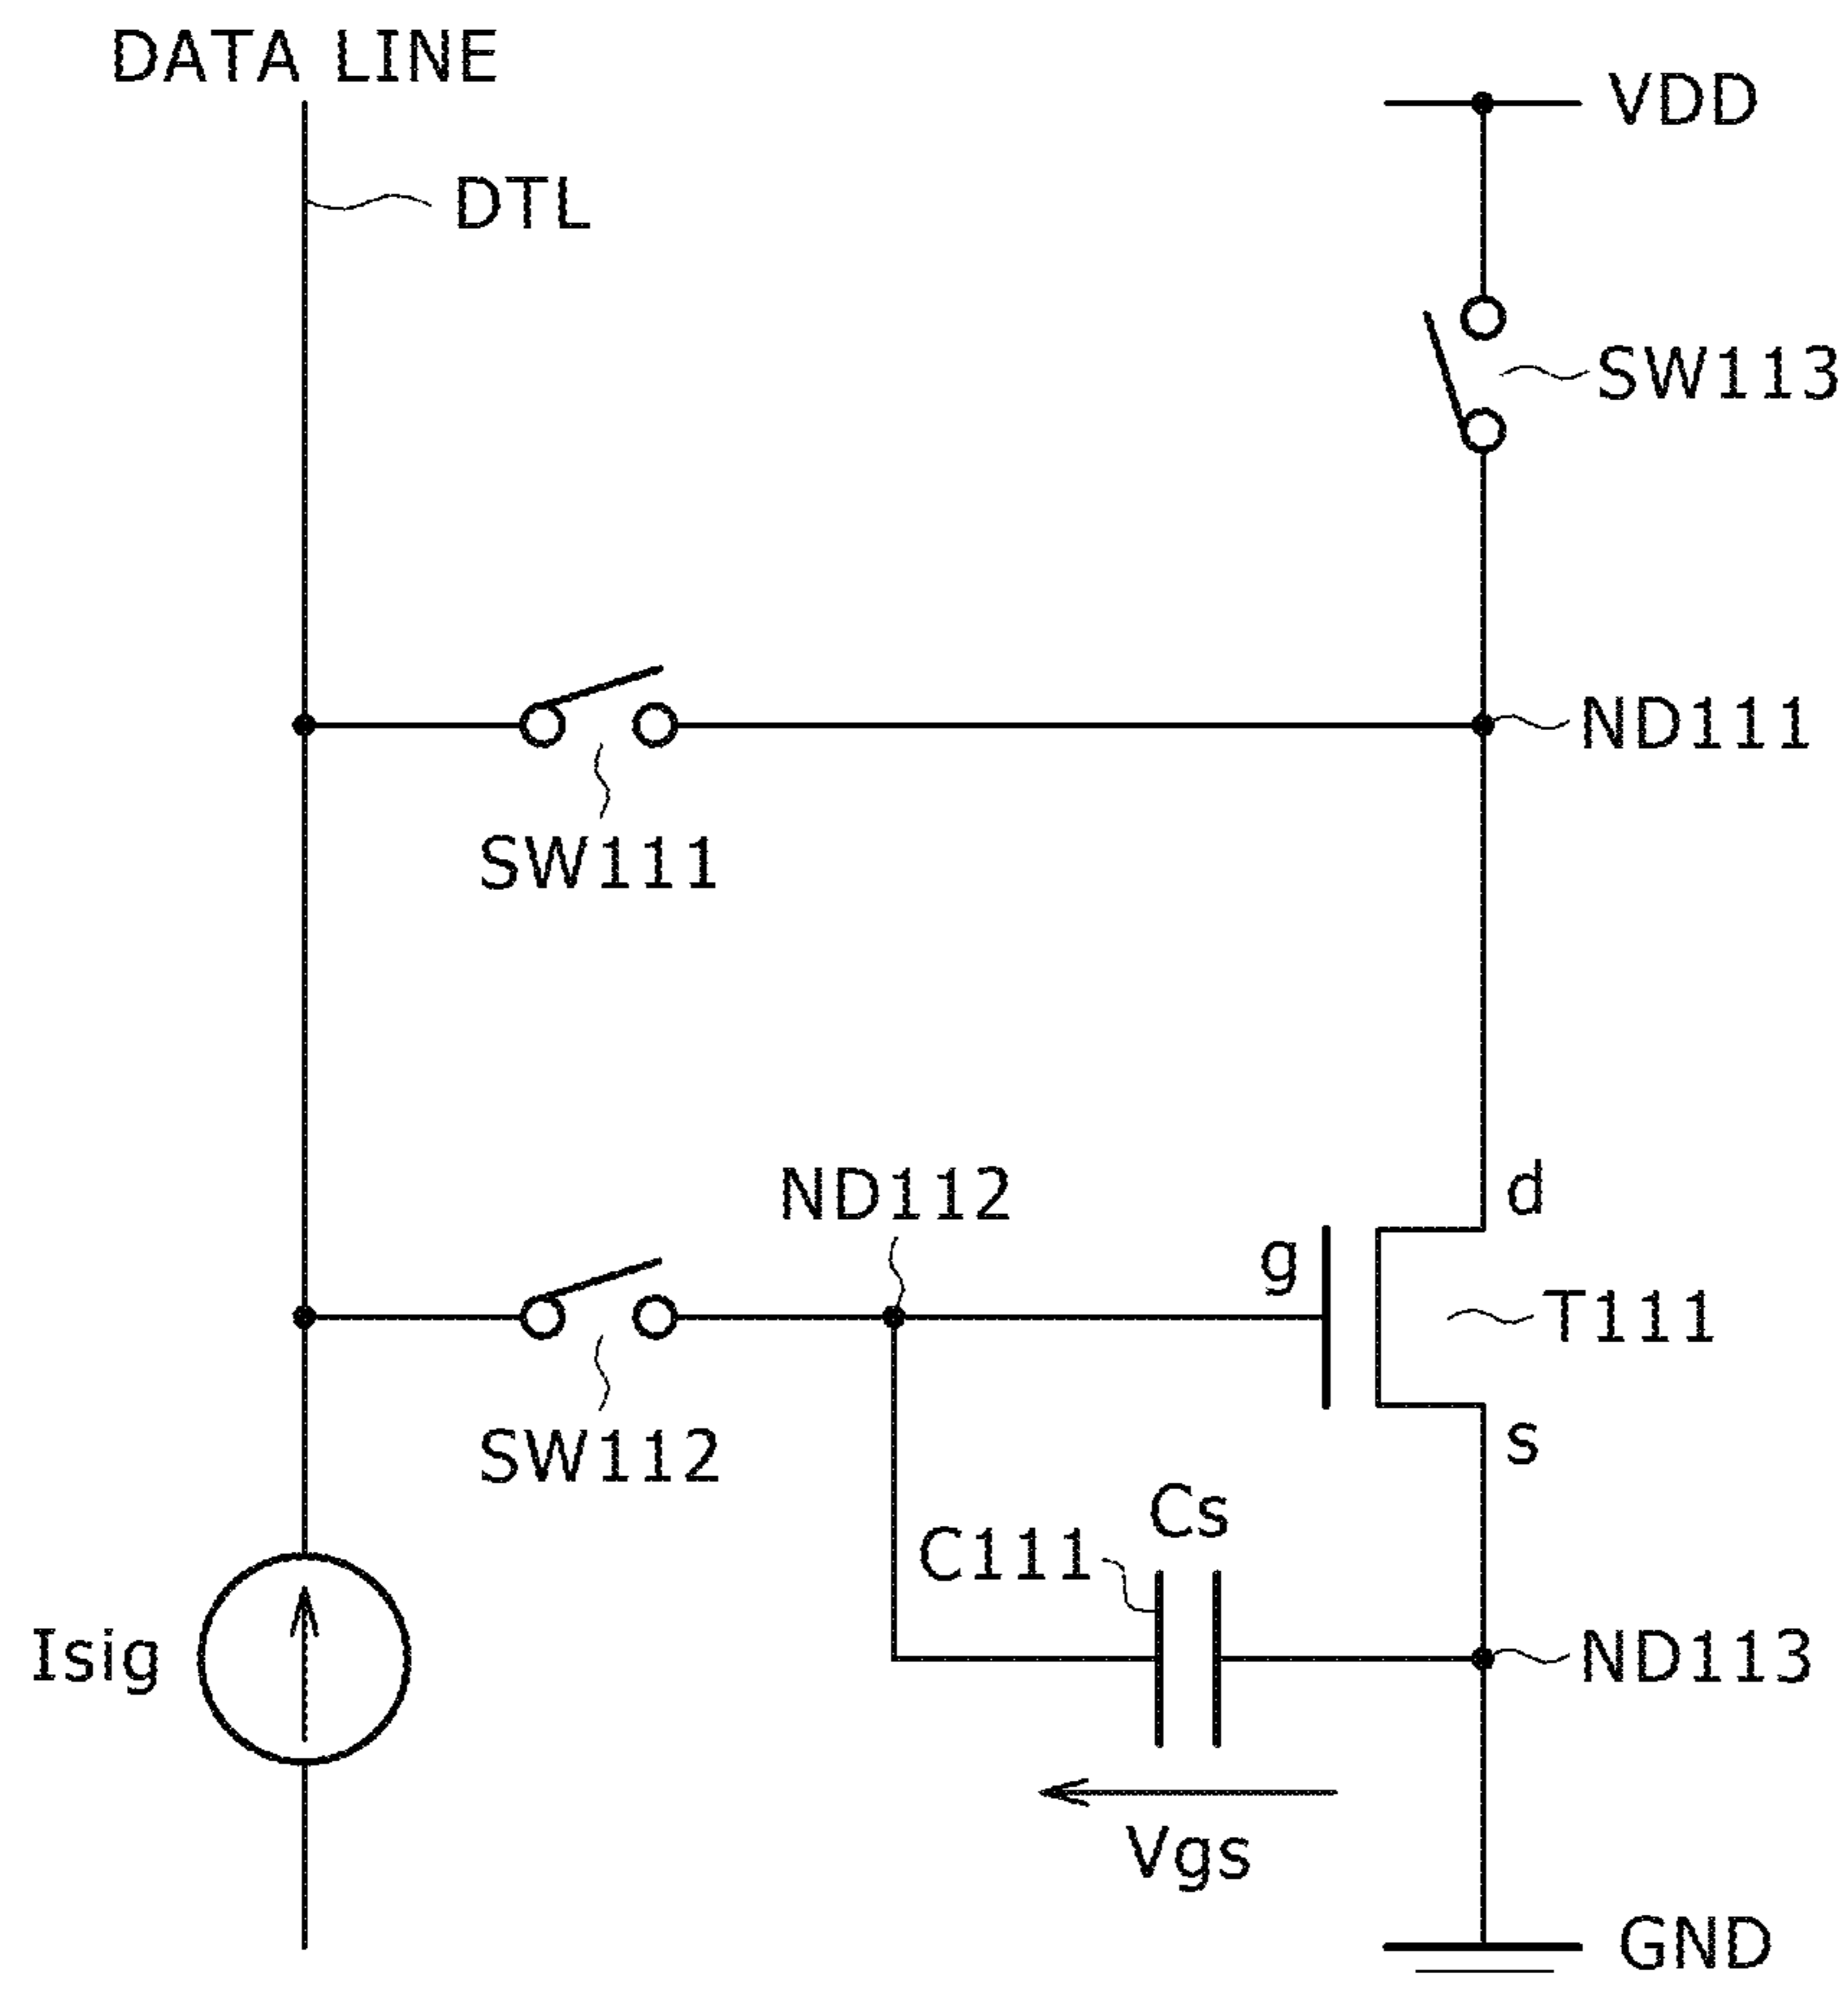 DATA LINE
VDD
DTL
SW113
ND111
SW111
ND112
d
g
T111
s
SW112
Cs
C111
Isig
ND113
Vgs
GND